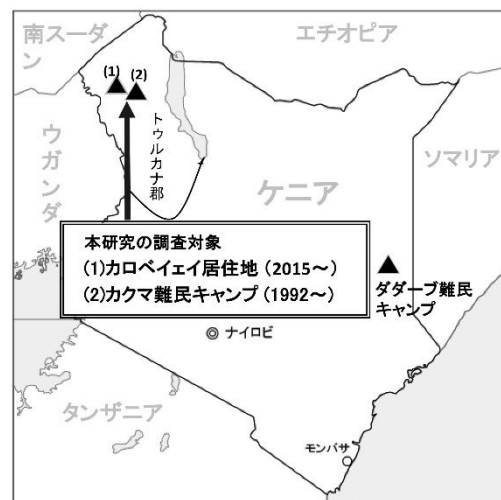 南スーダ
ン
エチオピア
(1)
(2)
ウガンダ
トゥルカナ郡
ソマリア
ケニア
本研究の調査対象
(1)カロベイェイ居住地（2015～）
(2)カクマ難民キャンプ（1992～）
ダダーブ難民
キャンプ
ナイロビ
タンザニア
モンバサ